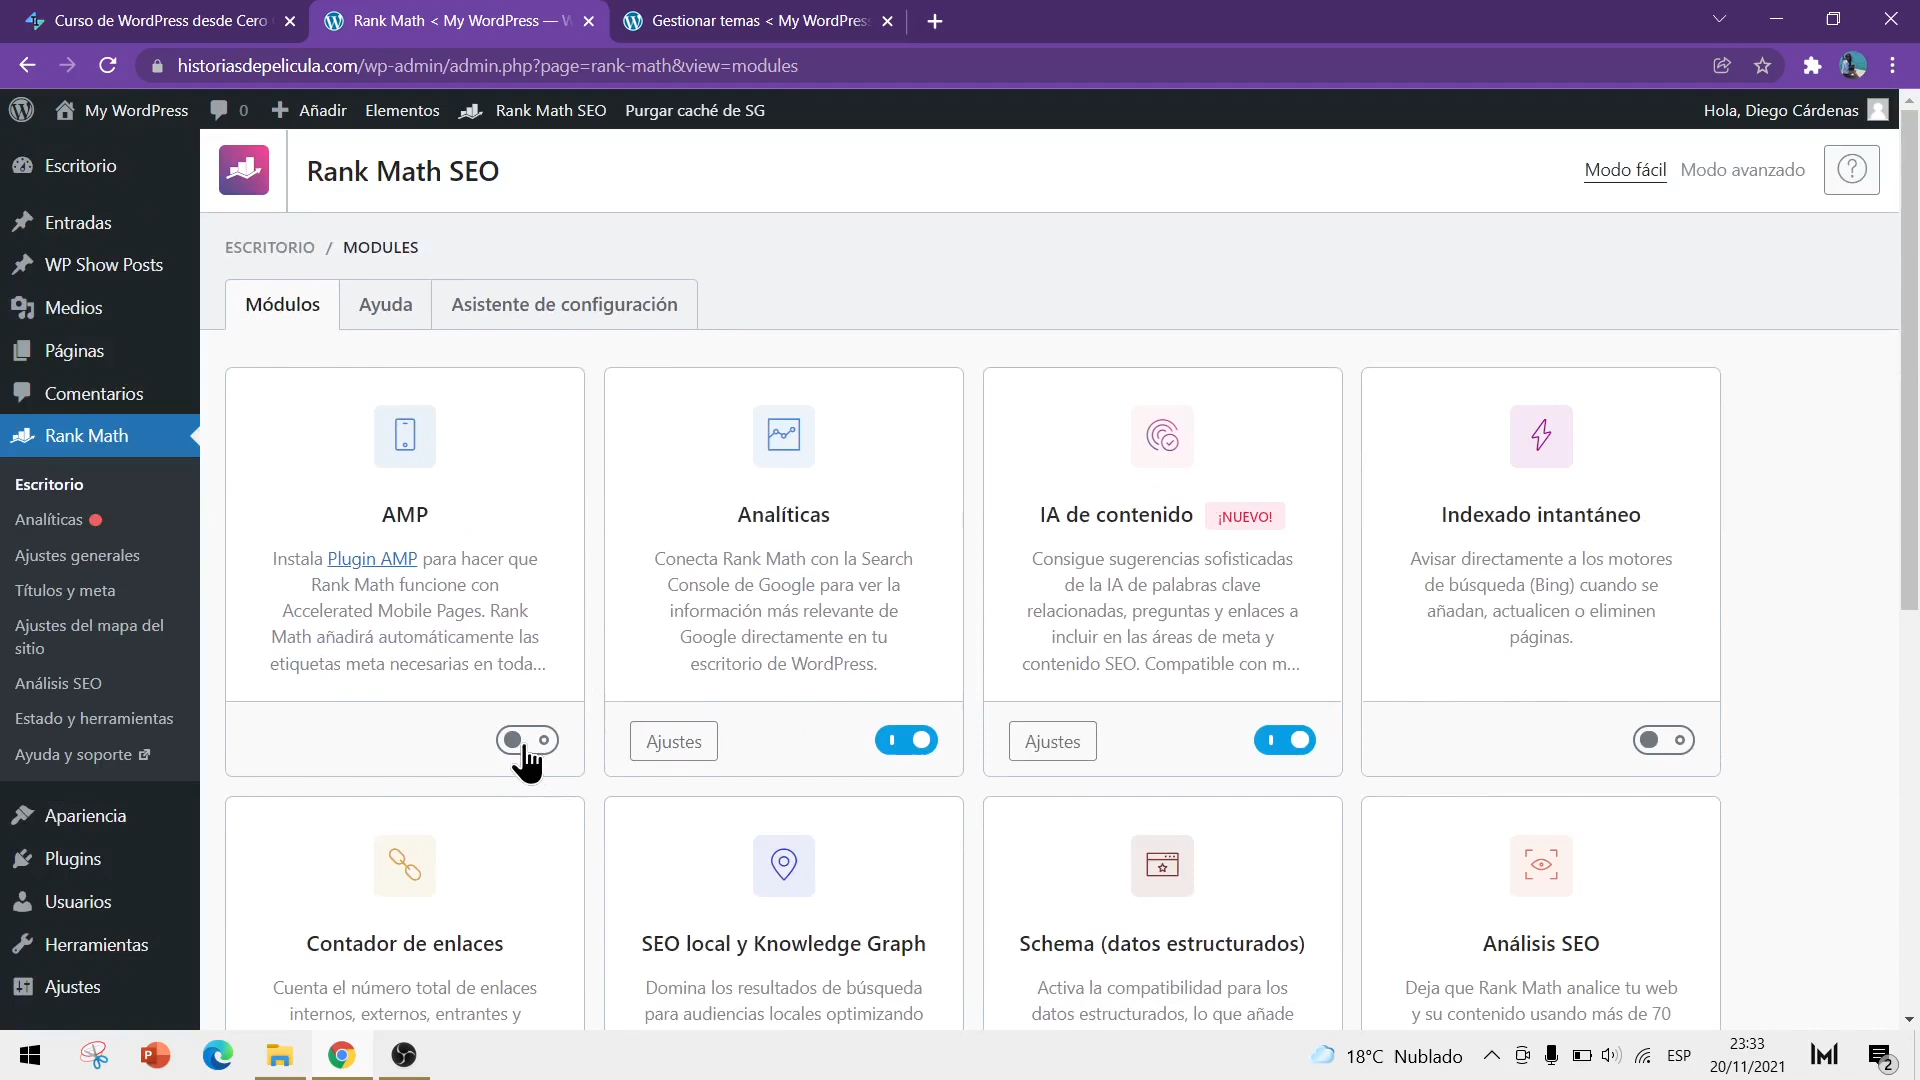 Curso de WordPress desde Cero
Rank Math < My WordPress — W
Gestionar temas < My WordPress
historiasdepelicula.com/wp-admin/admin.php?page=rank-math&view=modules
My WordPress
0
Añadir
Elementos
Rank Math SEO
Purgar caché de SG
Hola, Diego Cárdenas
Escritorio
Entradas
WP Show Posts
Medios
Páginas
Comentarios
Rank Math
Escritorio
Analíticas
Ajustes generales
Títulos y meta
Ajustes del mapa del
sitio
Análisis SEO
Estado y herramientas
Ayuda y soporte
Apariencia
Plugins
Usuarios
Herramientas
Ajustes
Rank Math SEO
Modo fácil
Modo avanzado
?
ESCRITORIO / MODULES
Módulos
Ayuda
Asistente de configuración
AMP
Instala Plugin AMP para hacer que
Rank Math funcione con
Accelerated Mobile Pages. Rank
Math añadirá automáticamente las
etiquetas meta necesarias en toda...
Analíticas
Conecta Rank Math con la Search
Console de Google para ver la
información más relevante de
Google directamente en tu
escritorio de WordPress.
Ajustes
IA de contenido ¡NUEVO!
Consigue sugerencias sofisticadas
de la IA de palabras clave
relacionadas, preguntas y enlaces a
incluir en las áreas de meta y
contenido SEO. Compatible con m...
Ajustes
Indexado intantáneo
Avisar directamente a los motores
de búsqueda (Bing) cuando se
añadan, actualicen o eliminen
páginas.
Contador de enlaces
Cuenta el número total de enlaces
internos, externos, entrantes y
SEO local y Knowledge Graph
Domina los resultados de búsqueda
para audiencias locales optimizando
Schema (datos estructurados)
Activa la compatibilidad para los
datos estructurados, lo que añade
Análisis SEO
Deja que Rank Math analice tu web
y su contenido usando más de 70
18°C Nublado
ESP
23:33
20/11/2021
2